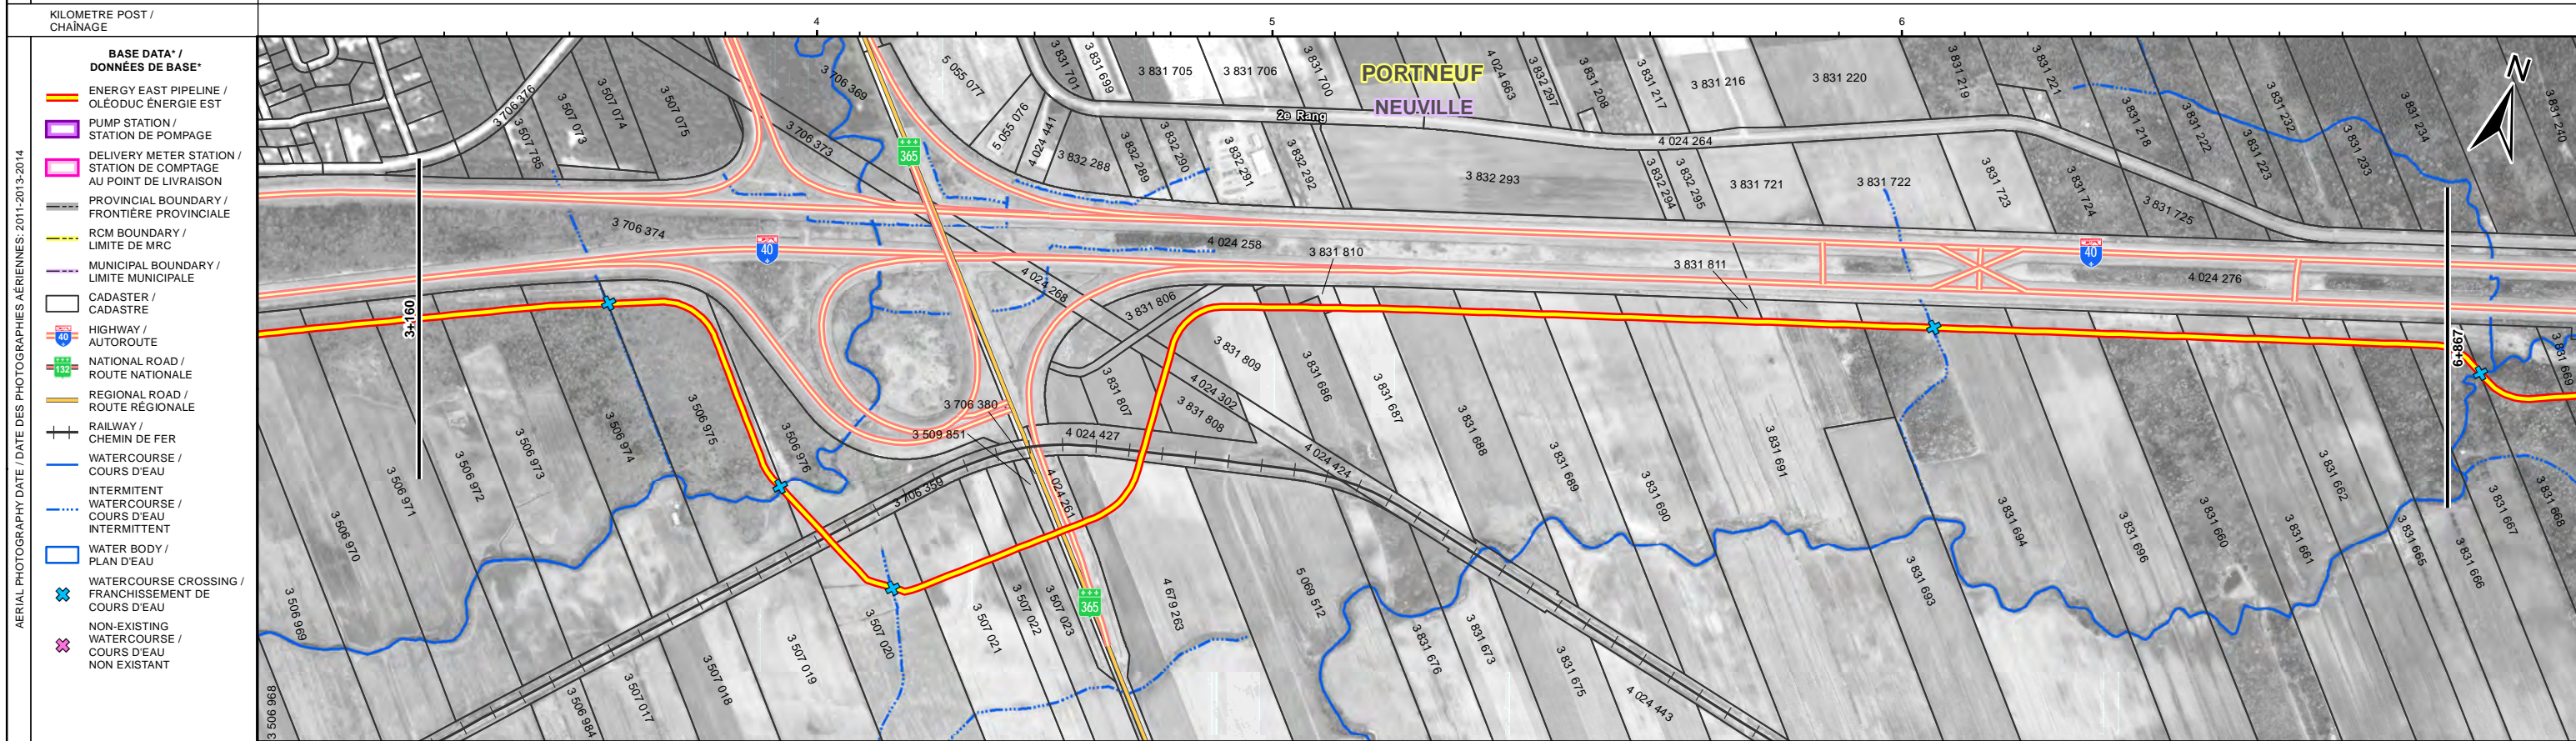 KILOMETRE POST /
CHAÎNAGE
4
5
6
AERIAL PHOTOGRAPHY DATE / DATE DES PHOTOGRAPHIES AÉRIENNES: 2011-2013-2014
BASE DATA* /
DONNÉES DE BASE*
ENERGY EAST PIPELINE /
OLÉODUC ÉNERGIE EST
PUMP STATION /
STATION DE POMPAGE
DELIVERY METER STATION /
STATION DE COMPTAGE
AU POINT DE LIVRAISON
PROVINCIAL BOUNDARY /
FRONTIÈRE PROVINCIALE
RCM BOUNDARY /
LIMITE DE MRC
MUNICIPAL BOUNDARY /
LIMITE MUNICIPALE
CADASTER /
CADASTRE
40
HIGHWAY /
AUTOROUTE
132
NATIONAL ROAD /
ROUTE NATIONALE
REGIONAL ROAD /
ROUTE RÉGIONALE
RAILWAY /
CHEMIN DE FER
WATERCOURSE /
COURS D'EAU
INTERMITENT
WATERCOURSE /
COURS D'EAU
INTERMITTENT
WATER BODY /
PLAN D'EAU
WATERCOURSE CROSSING /
FRANCHISSEMENT DE
COURS D'EAU
NON-EXISTING
WATERCOURSE /
COURS D'EAU
NON EXISTANT
3 706 376
3 507 785
3 507 073
3 507 074
3 507 075
3 706 369
3 706 373
365
5 055 077
5 055 076
4 024 441
3 831 701
3 831 699
3 831 705
3 831 706
3 831 700
PORTNEUF
NEUVILLE
2e Rang
4 024 663
3 832 297
3 831 208
3 831 217
3 831 216
3 831 220
3 831 219
3 831 221
3 831 218
3 831 222
3 831 223
3 831 232
3 831 233
3 831 234
3 831 240
N
3 832 288
3 832 289
3 832 290
3 832 291
3 832 292
3 832 293
4 024 264
3 832 294
3 832 295
3 831 721
3 831 722
3 831 723
3 831 724
3 831 725
3 706 374
40
4 024 258
3 831 810
3 831 811
40
4 024 276
4 024 268
3 831 806
3+160
6+867
3 831 669
3 506 968
3 506 969
3 506 970
3 506 971
3 506 972
3 506 973
3 506 974
3 506 975
3 506 976
3 706 380
3 509 851
3 706 359
4 024 427
4 024 261
3 831 807
3 831 808
4 024 302
3 831 809
3 831 686
3 831 687
3 831 688
3 831 689
3 831 690
3 831 691
4 024 424
3 831 693
3 831 694
3 831 696
3 831 660
3 831 661
3 831 662
3 831 665
3 831 666
3 831 667
3 831 668
3 506 984
3 507 017
3 507 018
3 507 019
3 507 020
3 507 021
3 507 022
3 507 023
365
4 679 263
5 069 512
3 831 676
3 831 673
3 831 675
4 024 443